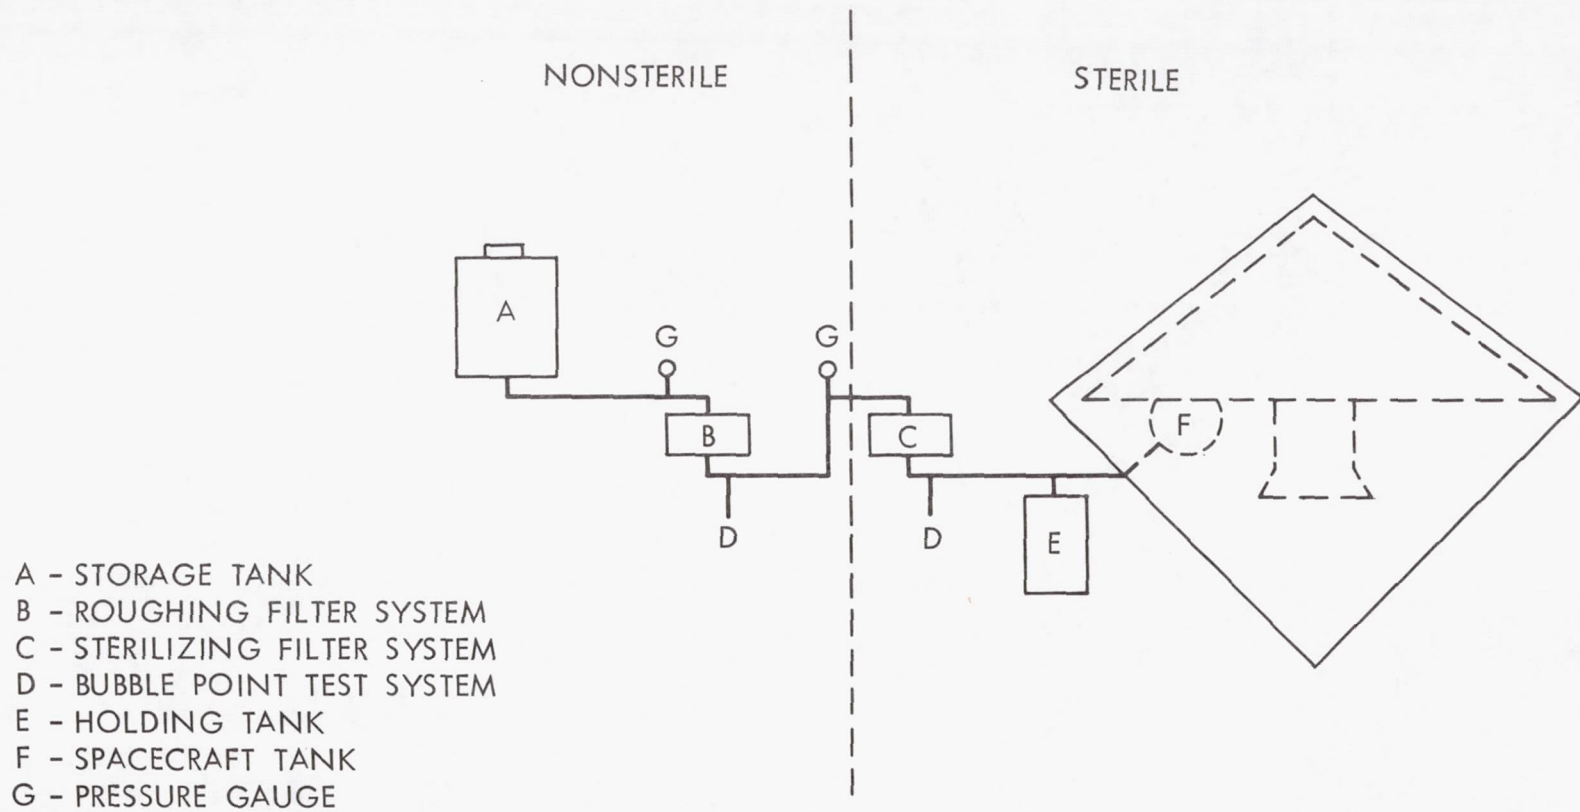 NONSTERILE
STERILE
A
G
G
B
C
F
D
D
E
A - STORAGE TANK
B - ROUGHING FILTER SYSTEM
C - STERILIZING FILTER SYSTEM
D - BUBBLE POINT TEST SYSTEM
E - HOLDING TANK
F - SPACECRAFT TANK
G - PRESSURE GAUGE